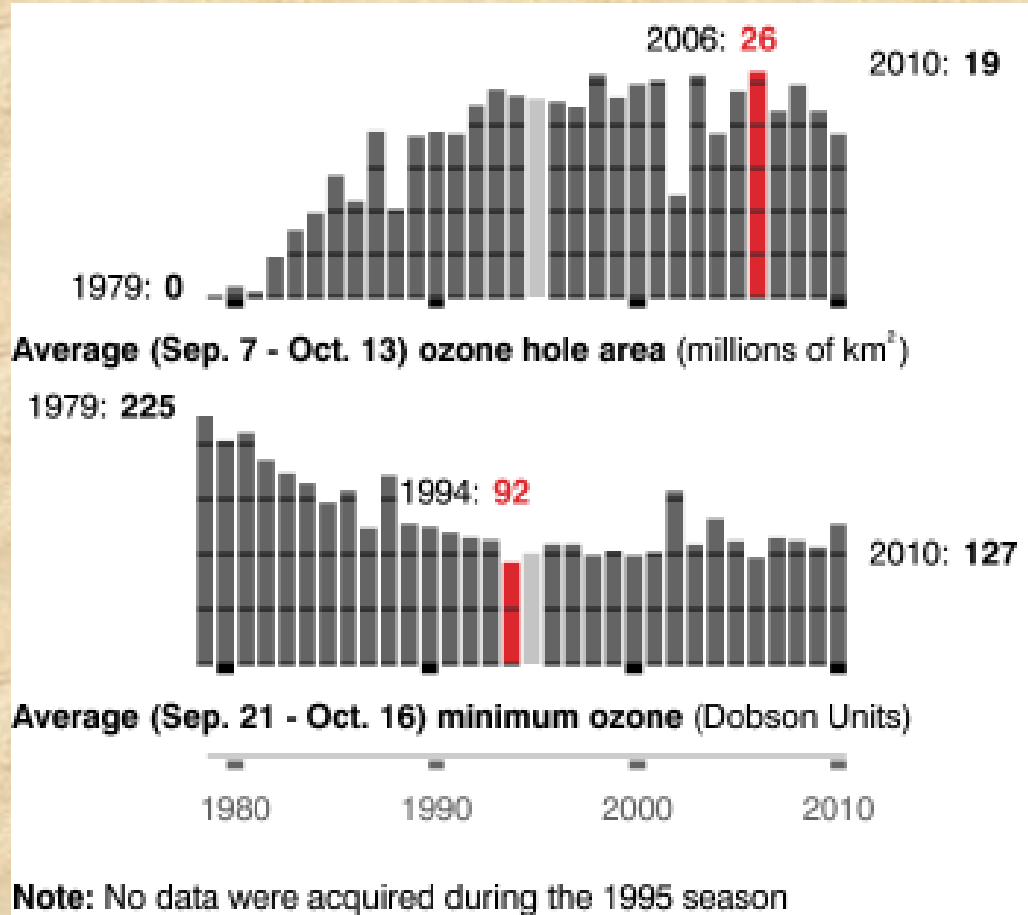 2006: 26
2010: 19
1979: 0
Average (Sep. 7 - Oct. 13) ozone hole area (millions of km²)
1979: 225
1994: 92
2010: 127
Average (Sep. 21 - Oct. 16) minimum ozone (Dobson Units)
1980 1990 2000 2010
Note: No data were acquired during the 1995 season